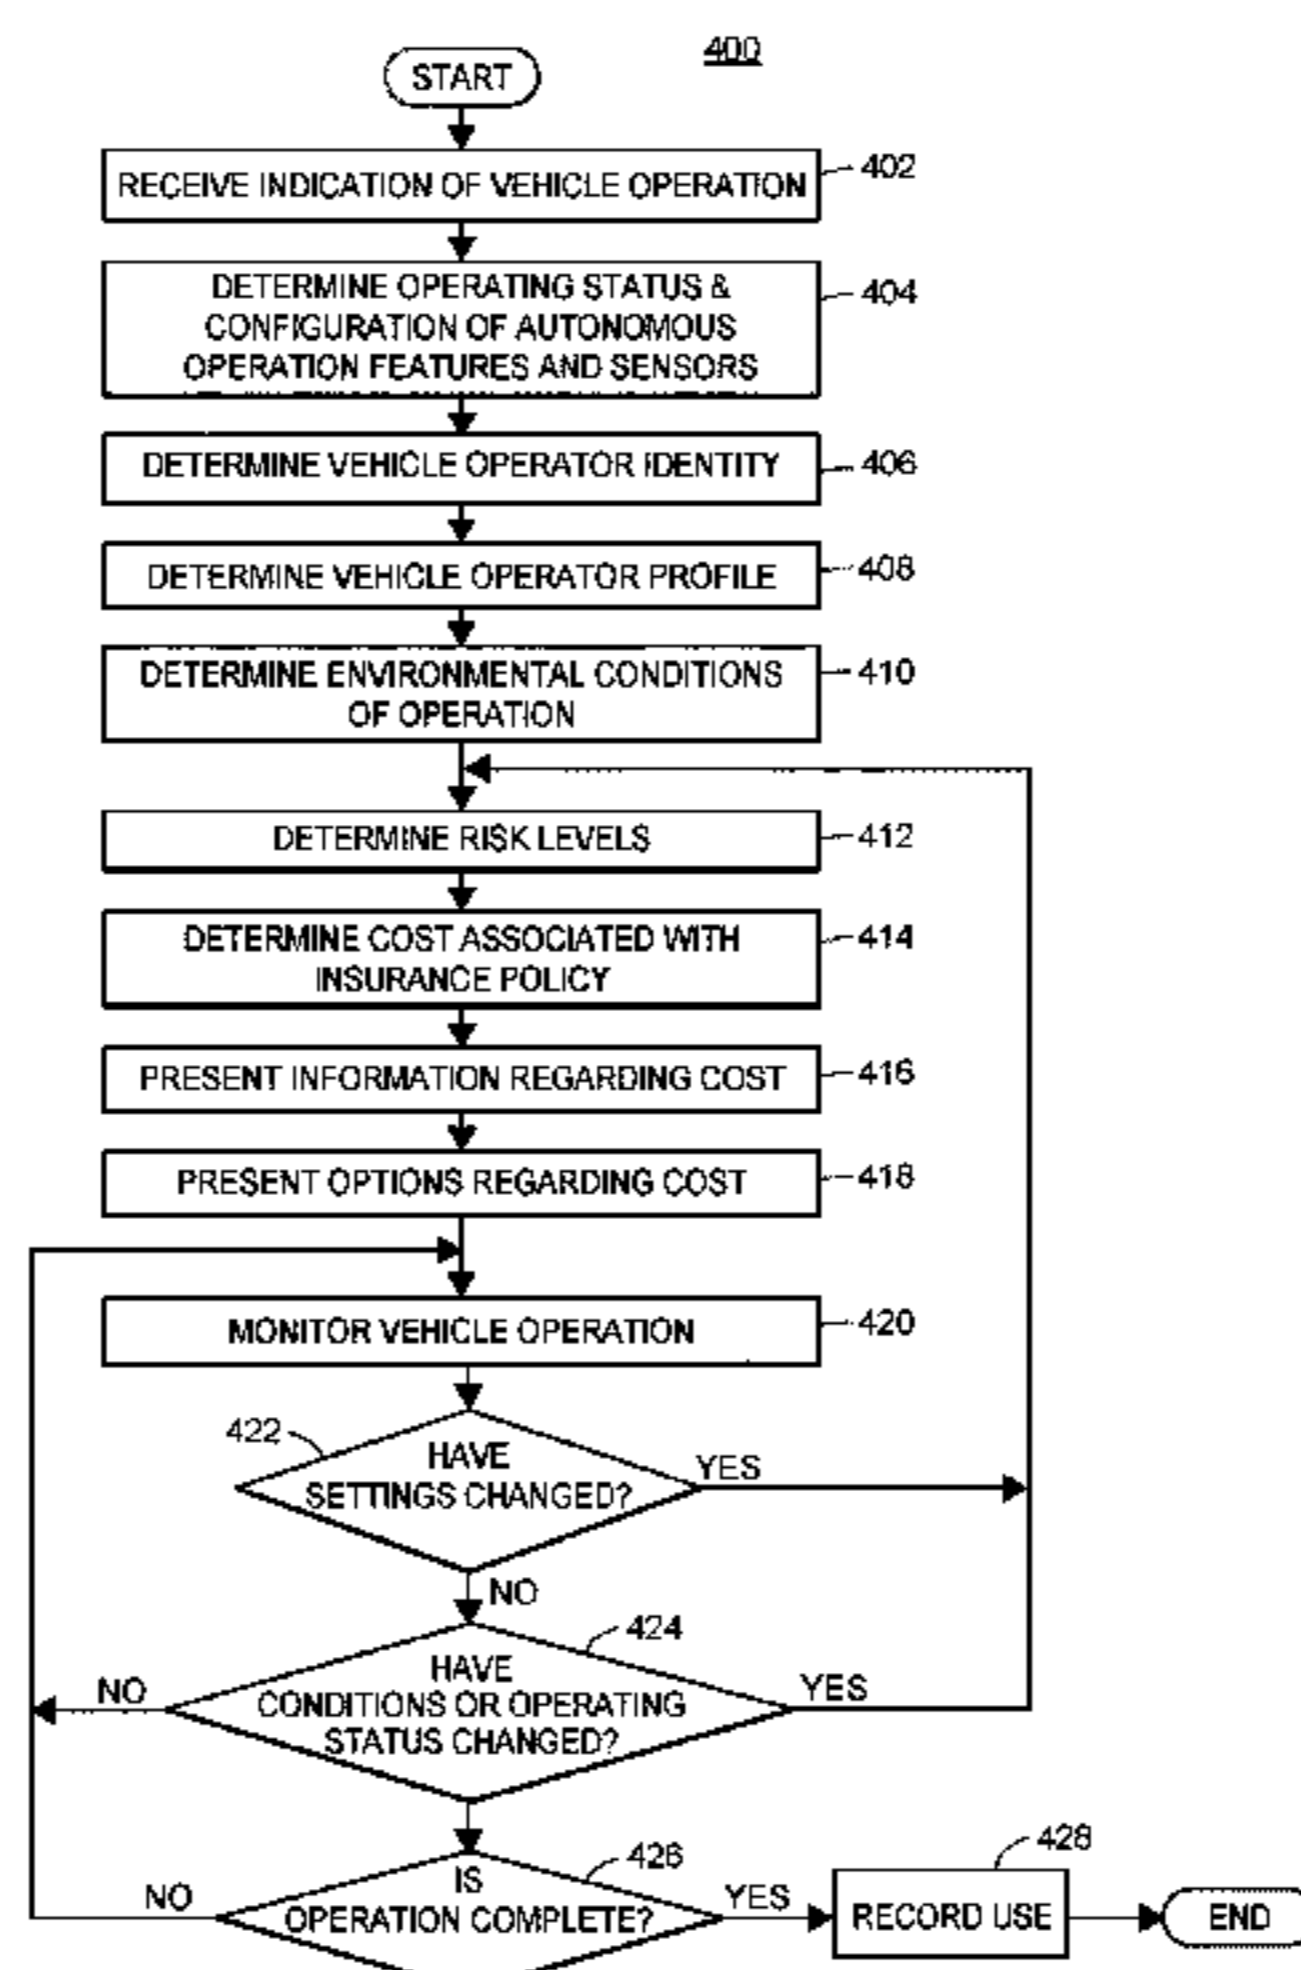 400
START
RECEIVE INDICATION OF VEHICLE OPERATION
402
DETERMINE OPERATING STATUS &
CONFIGURATION OF AUTONOMOUS
OPERATION FEATURES AND SENSORS
404
DETERMINE VEHICLE OPERATOR IDENTITY
406
DETERMINE VEHICLE OPERATOR PROFILE
408
DETERMINE ENVIRONMENTAL CONDITIONS
OF OPERATION
410
DETERMINE RISK LEVELS
412
DETERMINE COST ASSOCIATED WITH
INSURANCE POLICY
414
PRESENT INFORMATION REGARDING COST
416
PRESENT OPTIONS REGARDING COST
418
MONITOR VEHICLE OPERATION
420
422
HAVE
SETTINGS CHANGED?
YES
NO
424
HAVE
CONDITIONS OR OPERATING
STATUS CHANGED?
NO
YES
426
IS
OPERATION COMPLETE?
NO
YES
428
RECORD USE
END